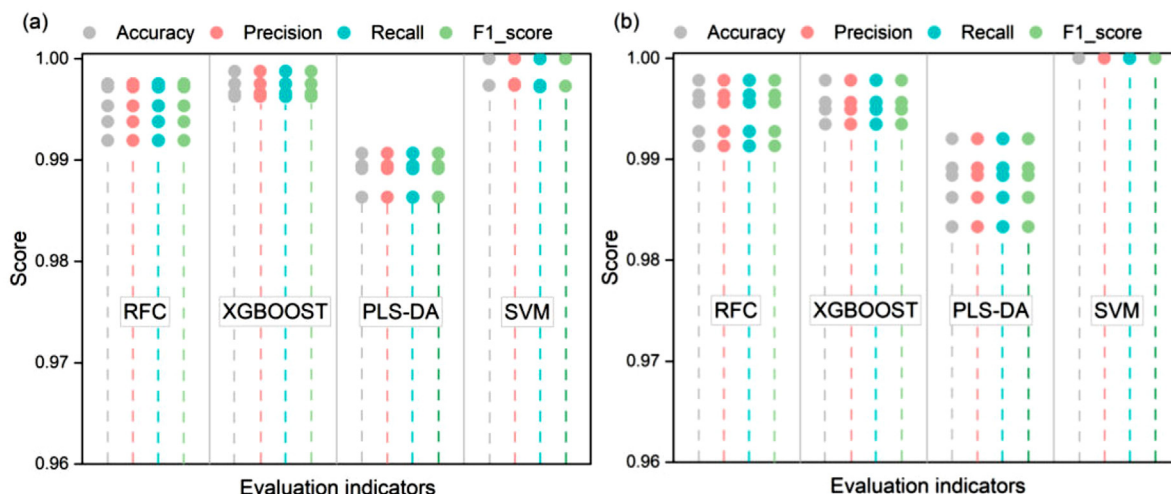 (a)
Accuracy Precision Recall F1_score
1.00
0.99
0.98
0.97
0.96
Score
RFC XGBOOST PLS-DA SVM
Evaluation indicators
(b)
Accuracy Precision Recall F1_score
1.00
0.99
0.98
0.97
0.96
Score
RFC XGBOOST PLS-DA SVM
Evaluation indicators